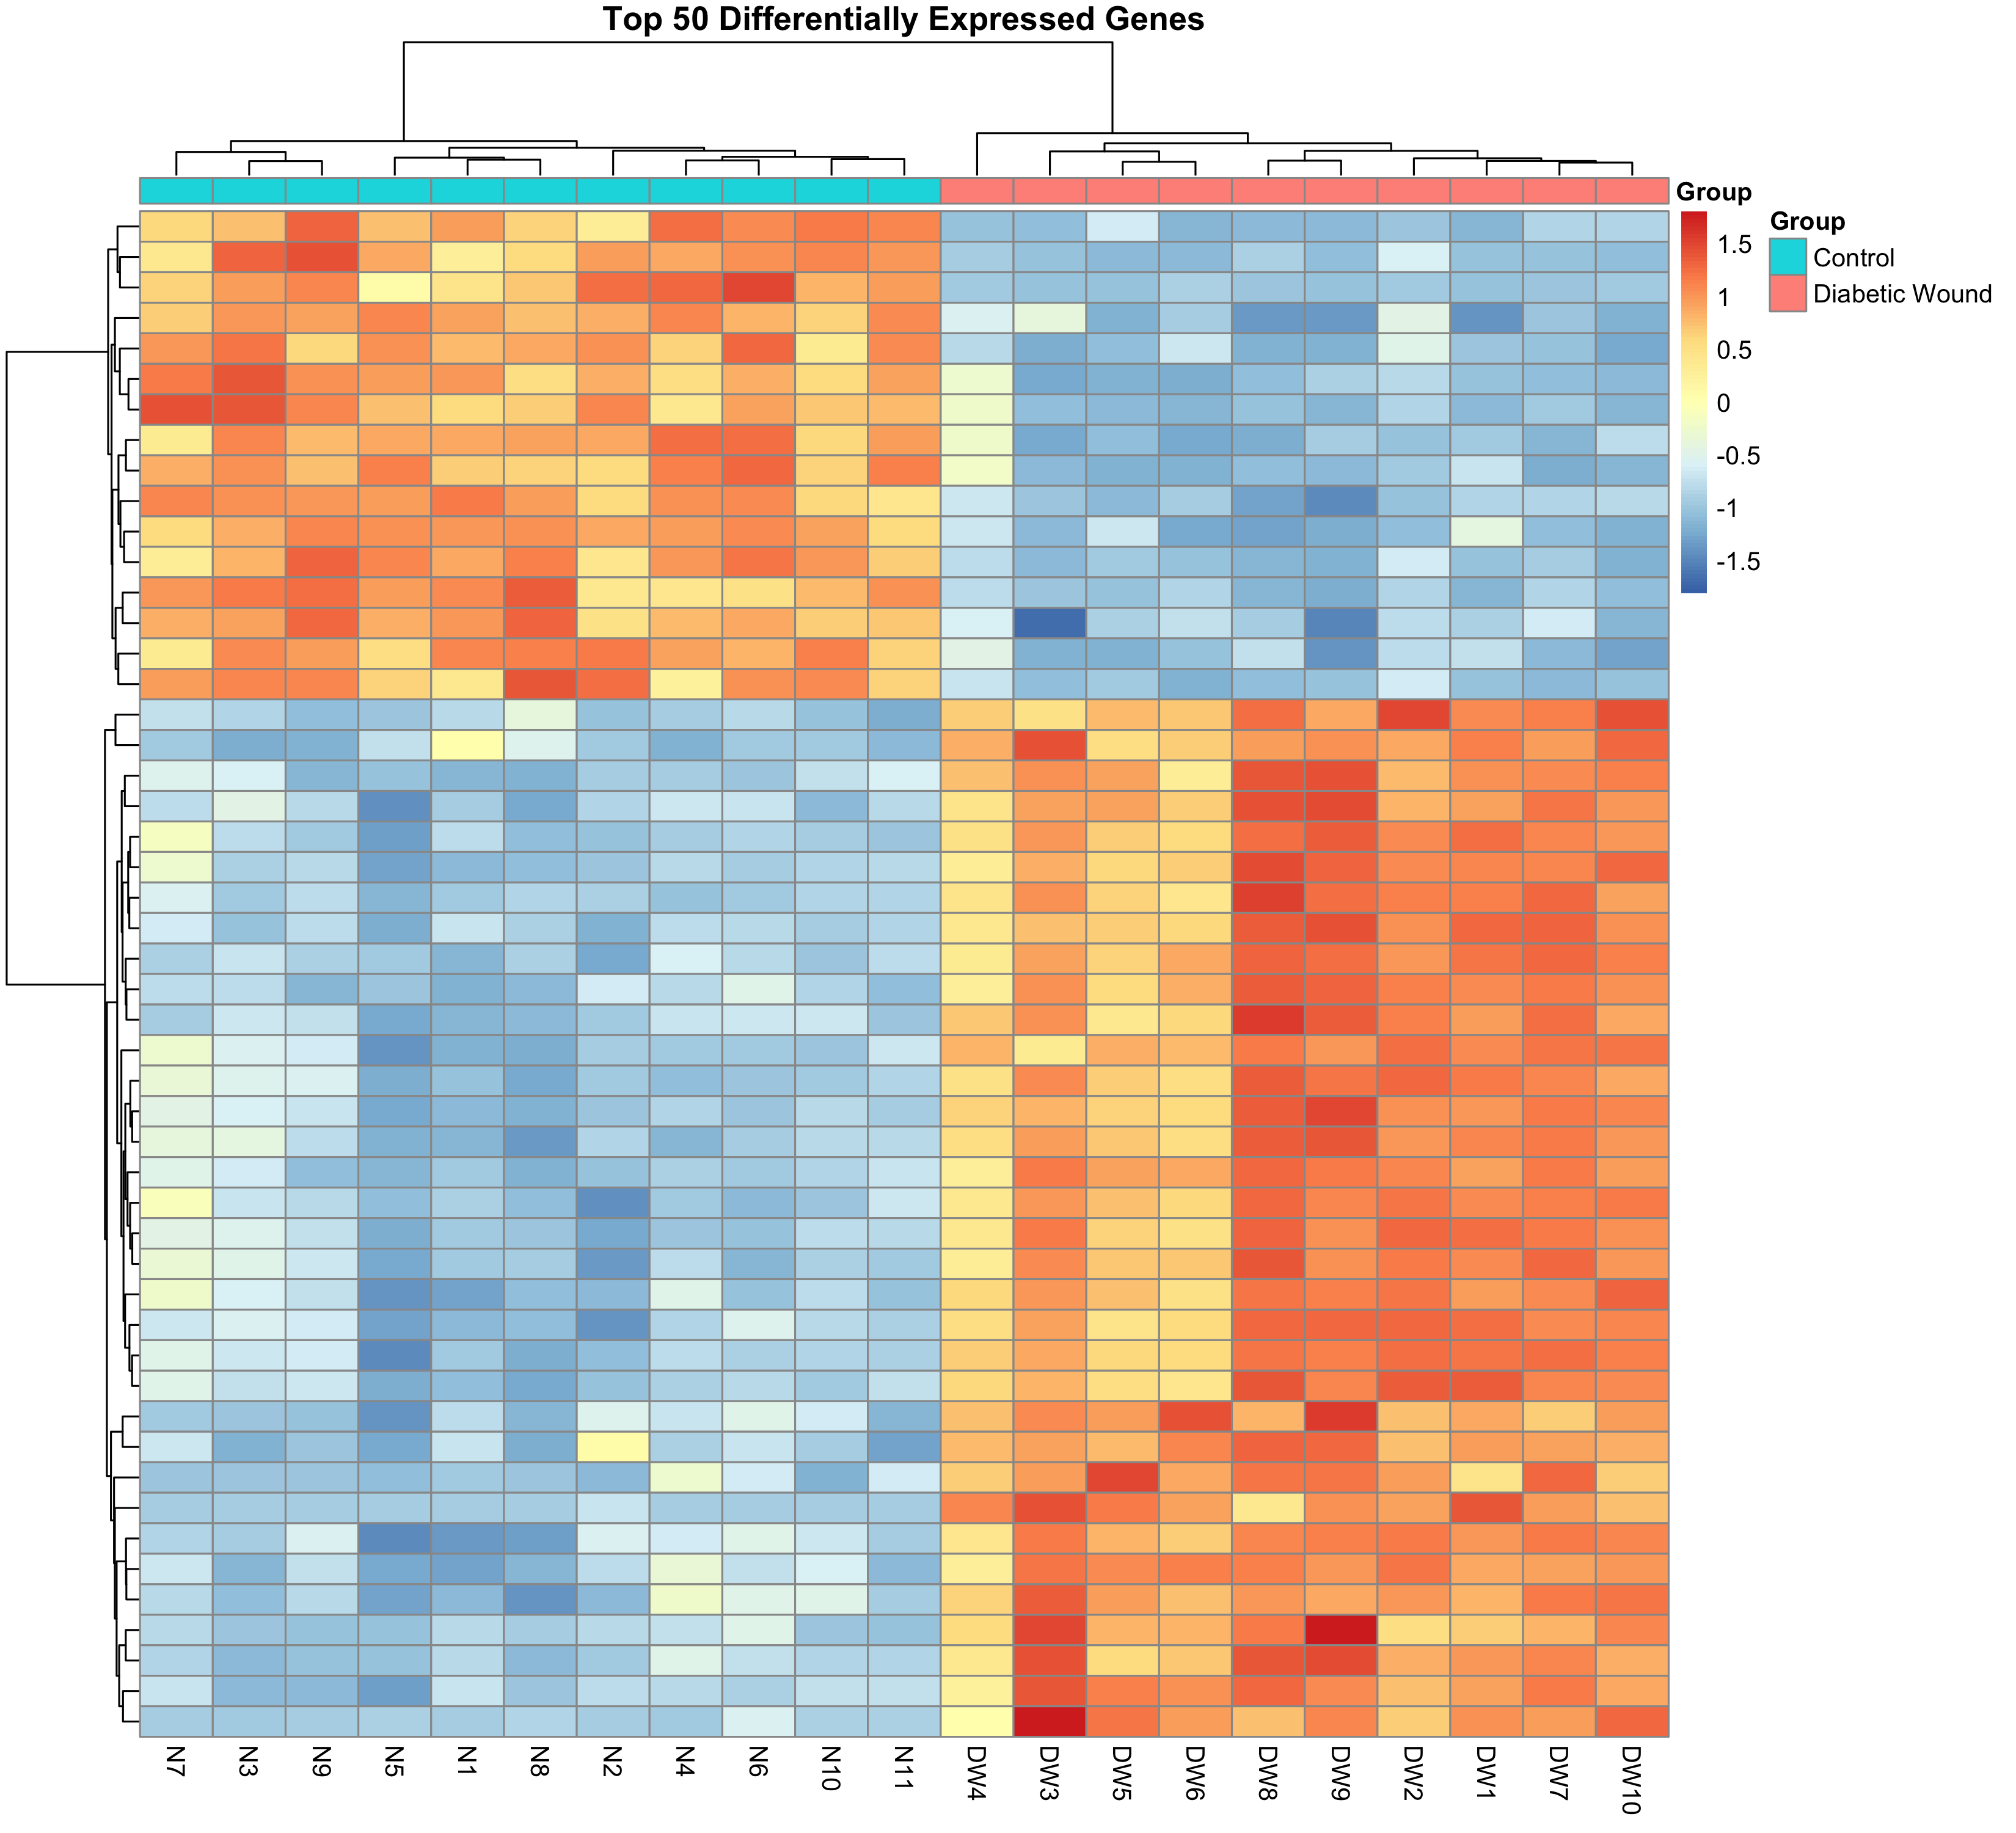 Top 50 Differentially Expressed Genes
Group
1.5
1
0.5
0
-0.5
-1
-1.5
Group
Control
Diabetic Wound
N7 N3 N9 N5 N1 N8 N2 N4 N6 N10 N11 DW4 DW3 DW5 DW6 DW8 DW9 DW2 DW1 DW7 DW10